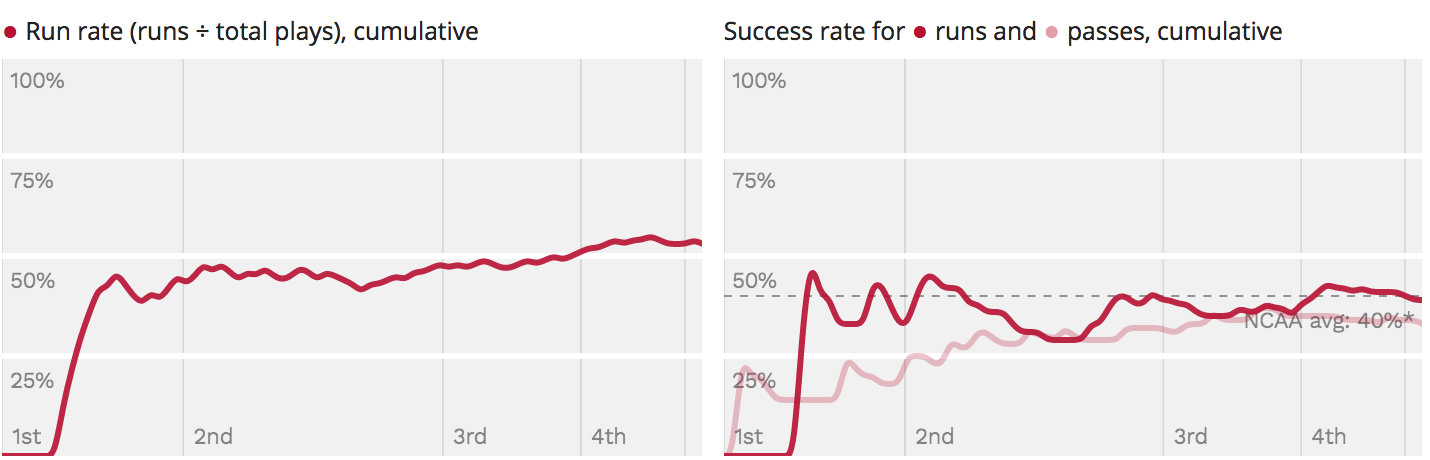 Run rate (runs ÷ total plays), cumulative
100%
75%
50%
25%
1st 2nd 3rd 4th
Success rate for runs and passes, cumulative
100%
75%
50%
NCAA avg: 40%*
25%
1st 2nd 3rd 4th